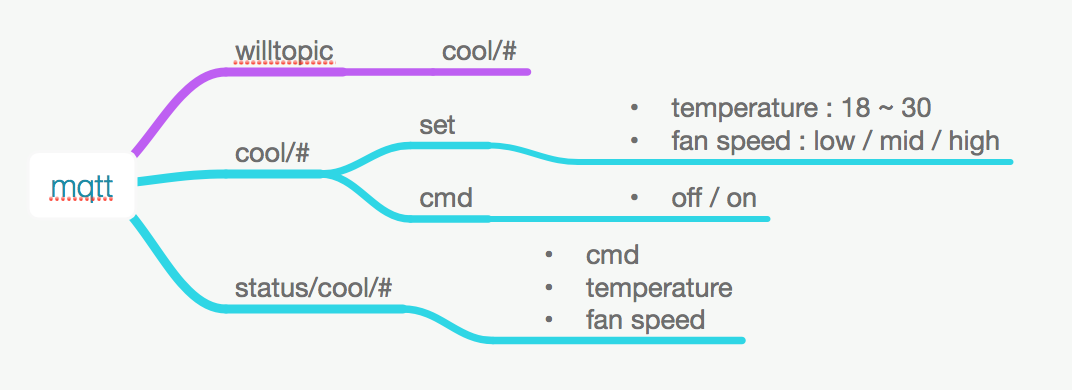 mqtt
willtopic
cool/#
cool/#
set
• temperature : 18 ~ 30
• fan speed : low / mid / high
cmd
• off / on
status/cool/#
• cmd
• temperature
• fan speed